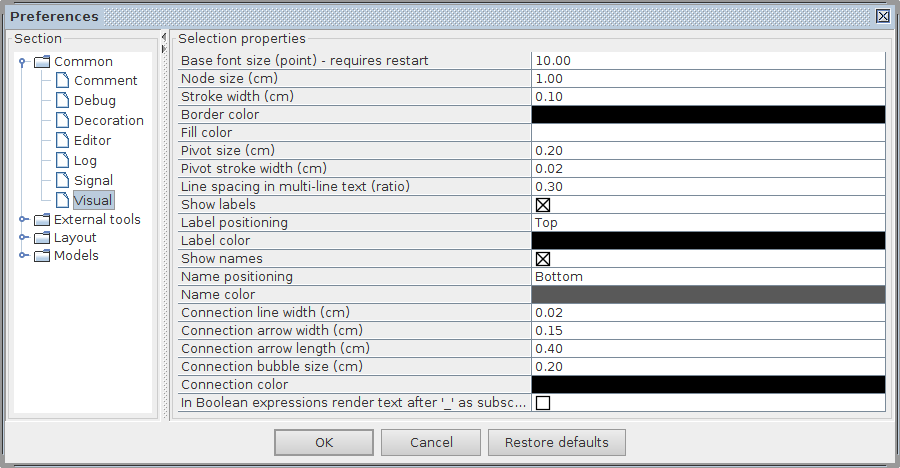 Preferences
Section
Common
Comment
Debug
Decoration
Editor
Log
Signal
Visual
External tools
Layout
Models
Selection properties
Base font size (point) - requires restart 10.00
Node size (cm) 1.00
Stroke width (cm) 0.10
Border color
Fill color
Pivot size (cm) 0.20
Pivot stroke width (cm) 0.02
Line spacing in multi-line text (ratio) 0.30
Show labels
Label positioning Top
Label color
Show names
Name positioning Bottom
Name color
Connection line width (cm) 0.02
Connection arrow width (cm) 0.15
Connection arrow length (cm) 0.40
Connection bubble size (cm) 0.20
Connection color
In Boolean expressions render text after '_' as subsc...
OK Cancel Restore defaults